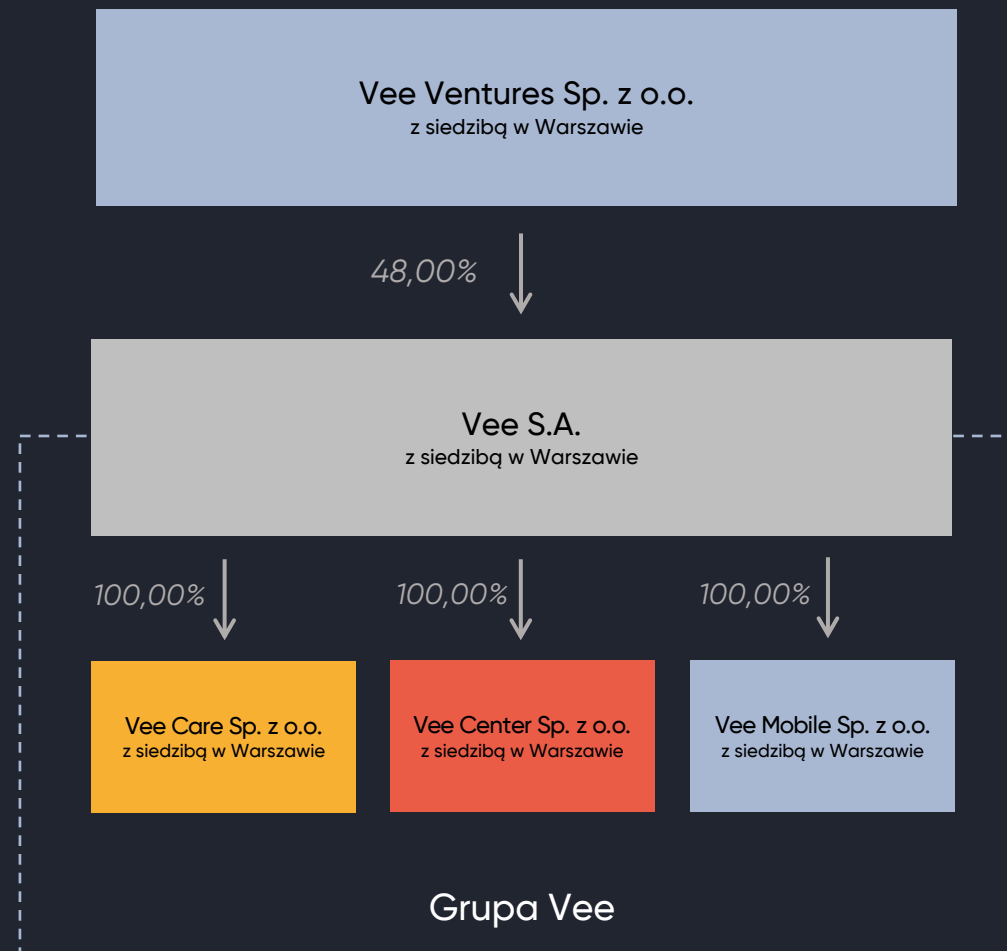 Vee Ventures Sp. z o.o.
z siedzibą w Warszawie
48,00%
Vee S.A.
z siedzibą w Warszawie
100,00%
100,00%
100,00%
Vee Care Sp. z o.o.
z siedzibą w Warszawie
Vee Center Sp. z o.o.
z siedzibą w Warszawie
Vee Mobile Sp. z o.o.
z siedzibą w Warszawie
Grupa Vee